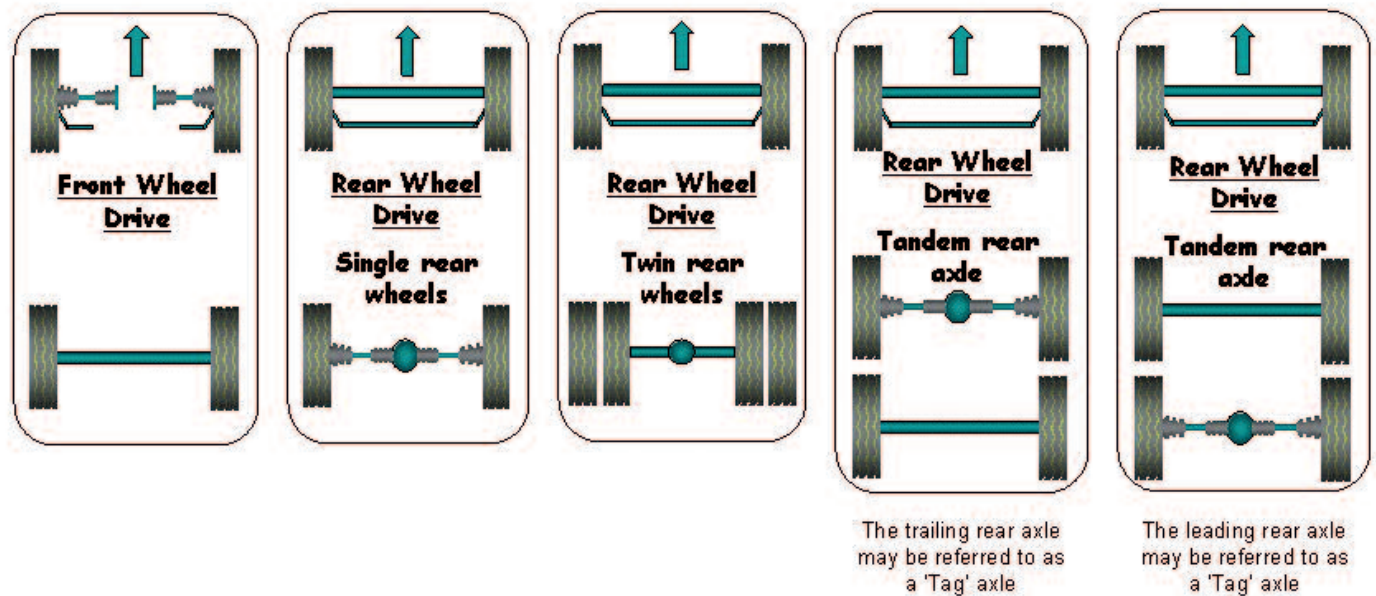 Front Wheel
Drive
Rear Wheel
Drive
Single rear
wheels
Rear Wheel
Drive
Twin rear
wheels
Rear Wheel
Drive
Tandem rear
axle
The trailing rear axle
may be referred to as
a 'Tag' axle
Rear Wheel
Drive
Tandem rear
axle
The leading rear axle
may be referred to as
a 'Tag' axle